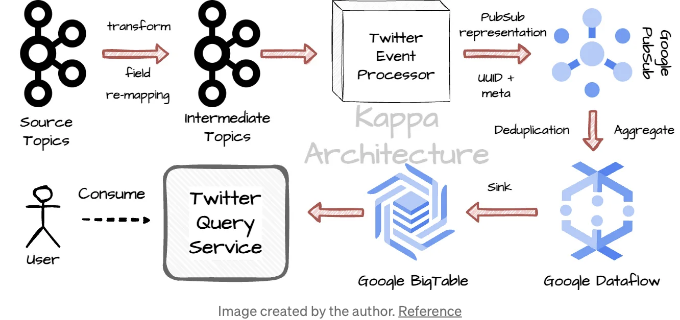 transform
field
re-mapping
Source
Topics
Intermediate
Topics
Twitter
Event
Processor
PubSub
representation
UUID +
meta
Google
PubSub
Kappa
Architecture
Deduplication
Aggregate
User
Consume
Twitter
Query
Service
Google BigTable
Sink
Google Dataflow
Image created by the author. Reference